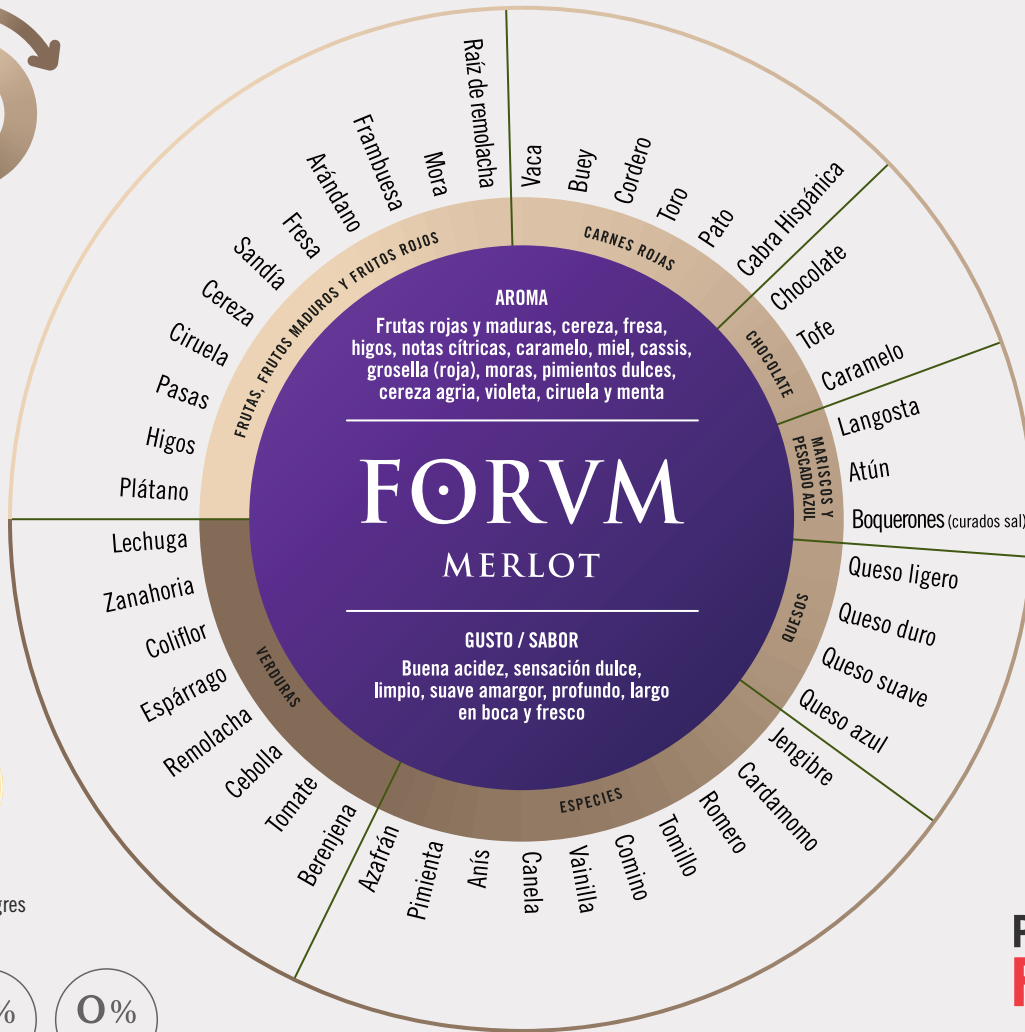 Raíz de remolacha
Mora
Frambuesa
Arándano
Fresa
Sandía
Cereza
Ciruela
Pasas
Higos
Plátano
FRUTAS, FRUTOS MADUROS Y FRUTOS ROJOS
Vaca
Buey
Cordero
Toro
Pato
Cabra Hispánica
CARNES ROJAS
Chocolate
Tofe
Caramelo
CHOCOLATE
Langosta
Atún
Boquerones (curados sal)
MARISCOS Y
PESCADO AZUL
Queso ligero
Queso duro
Queso suave
Queso azul
QUESOS
Jengibre
Cardamomo
Romero
Tomillo
Comino
Vainilla
Canela
Anís
Pimienta
Azafrán
ESPECIES
Berenjena
Tomate
Cebolla
Remolacha
Espárrago
Coliflor
Zanahoria
Lechuga
VERDURAS
AROMA
Frutas rojas y maduras, cereza, fresa,
higos, notas cítricas, caramelo, miel, cassis,
grosella (roja), moras, pimientos dulces,
cereza agria, violeta, ciruela y menta
FORVM
MERLOT
GUSTO / SABOR
Buena acidez, sensación dulce,
limpio, suave amargor, profundo, largo
en boca y fresco
gres
%
0%